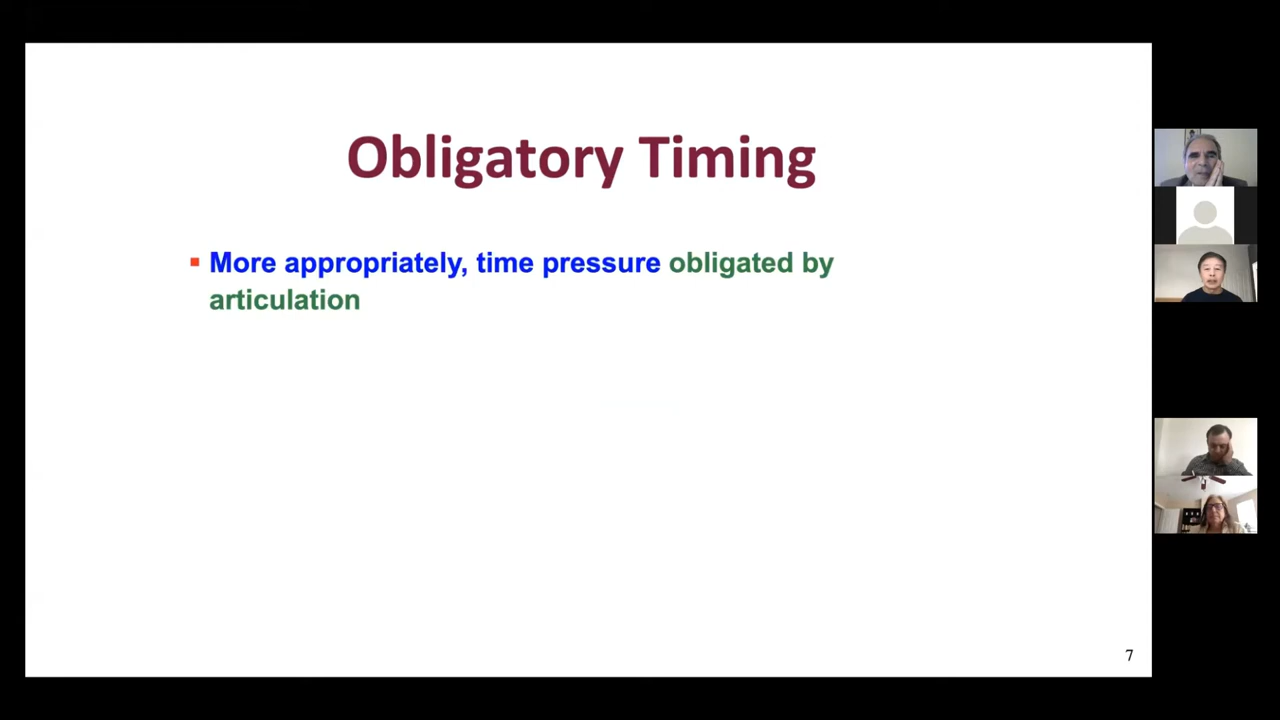 Obligatory Timing
▪ More appropriately, time pressure obligated by
articulation
7